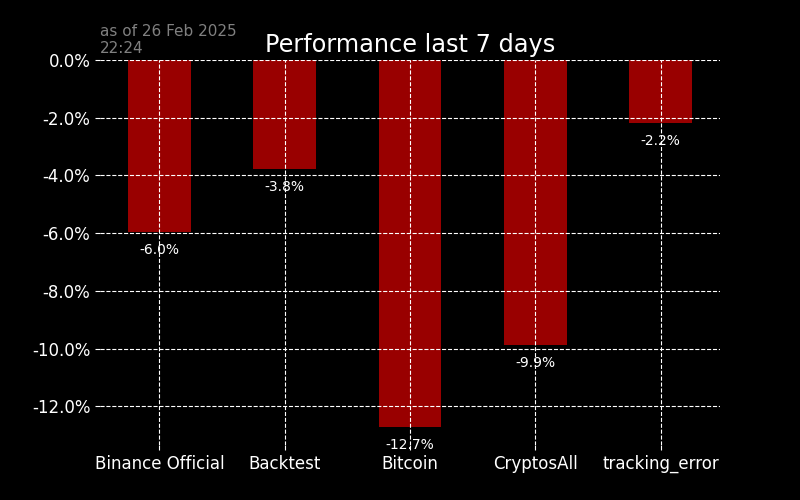 as of 26 Feb 2025
22:24
Performance last 7 days
0.0%
-2.0%
-4.0%
-6.0%
-8.0%
-10.0%
-12.0%
-6.0%
-3.8%
-12.7%
-9.9%
-2.2%
Binance Official
Backtest
Bitcoin
CryptosAll
tracking_error